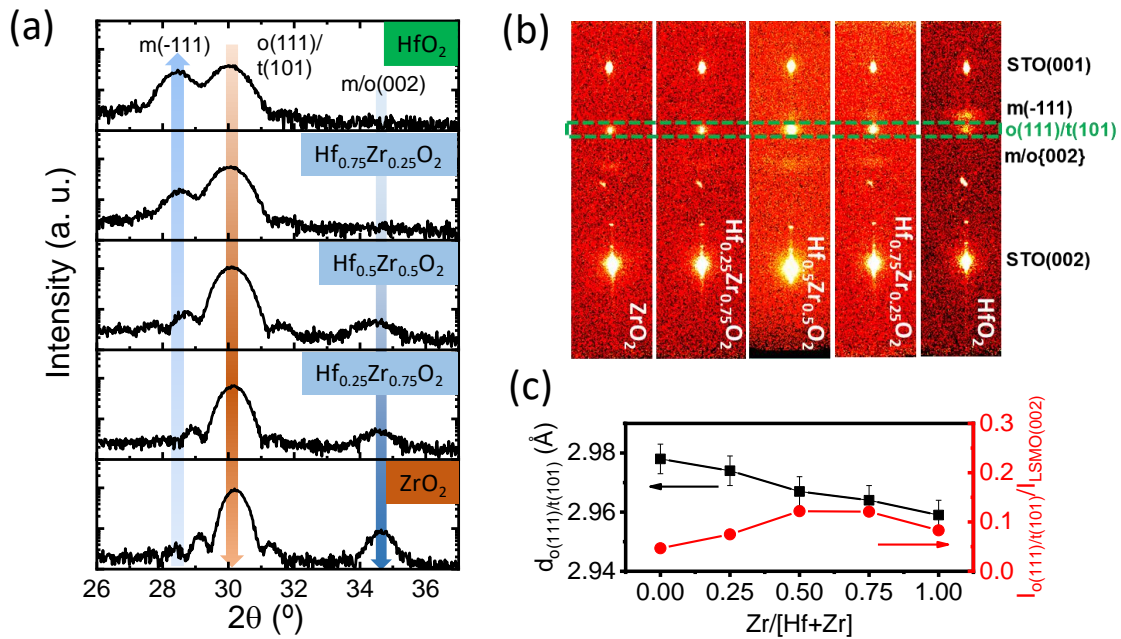 (a)
m(-111)
o(111)/
t(101)
HfO₂
m/o(002)
Hf₀.₇₅Zr₀.₂₅O₂
Hf₀.₅Zr₀.₅O₂
Hf₀.₂₅Zr₀.₇₅O₂
ZrO₂
Intensity (a. u.)
26 28 30 32 34 36
2θ (º)
(b)
STO(001)
m(-111)
o(111)/t(101)
m/o{002}
STO(002)
ZrO₂
Hf₀.₂₅Zr₀.₇₅O₂
Hf₀.₅Zr₀.₅O₂
Hf₀.₇₅Zr₀.₂₅O₂
HfO₂
(c)
d o(111)/t(101) (Å)
2.98
2.96
2.94
0.3
0.2
0.1
0.0
I o(111)/t(101)/I LSMO(002)
0.00 0.25 0.50 0.75 1.00
Zr/[Hf+Zr]